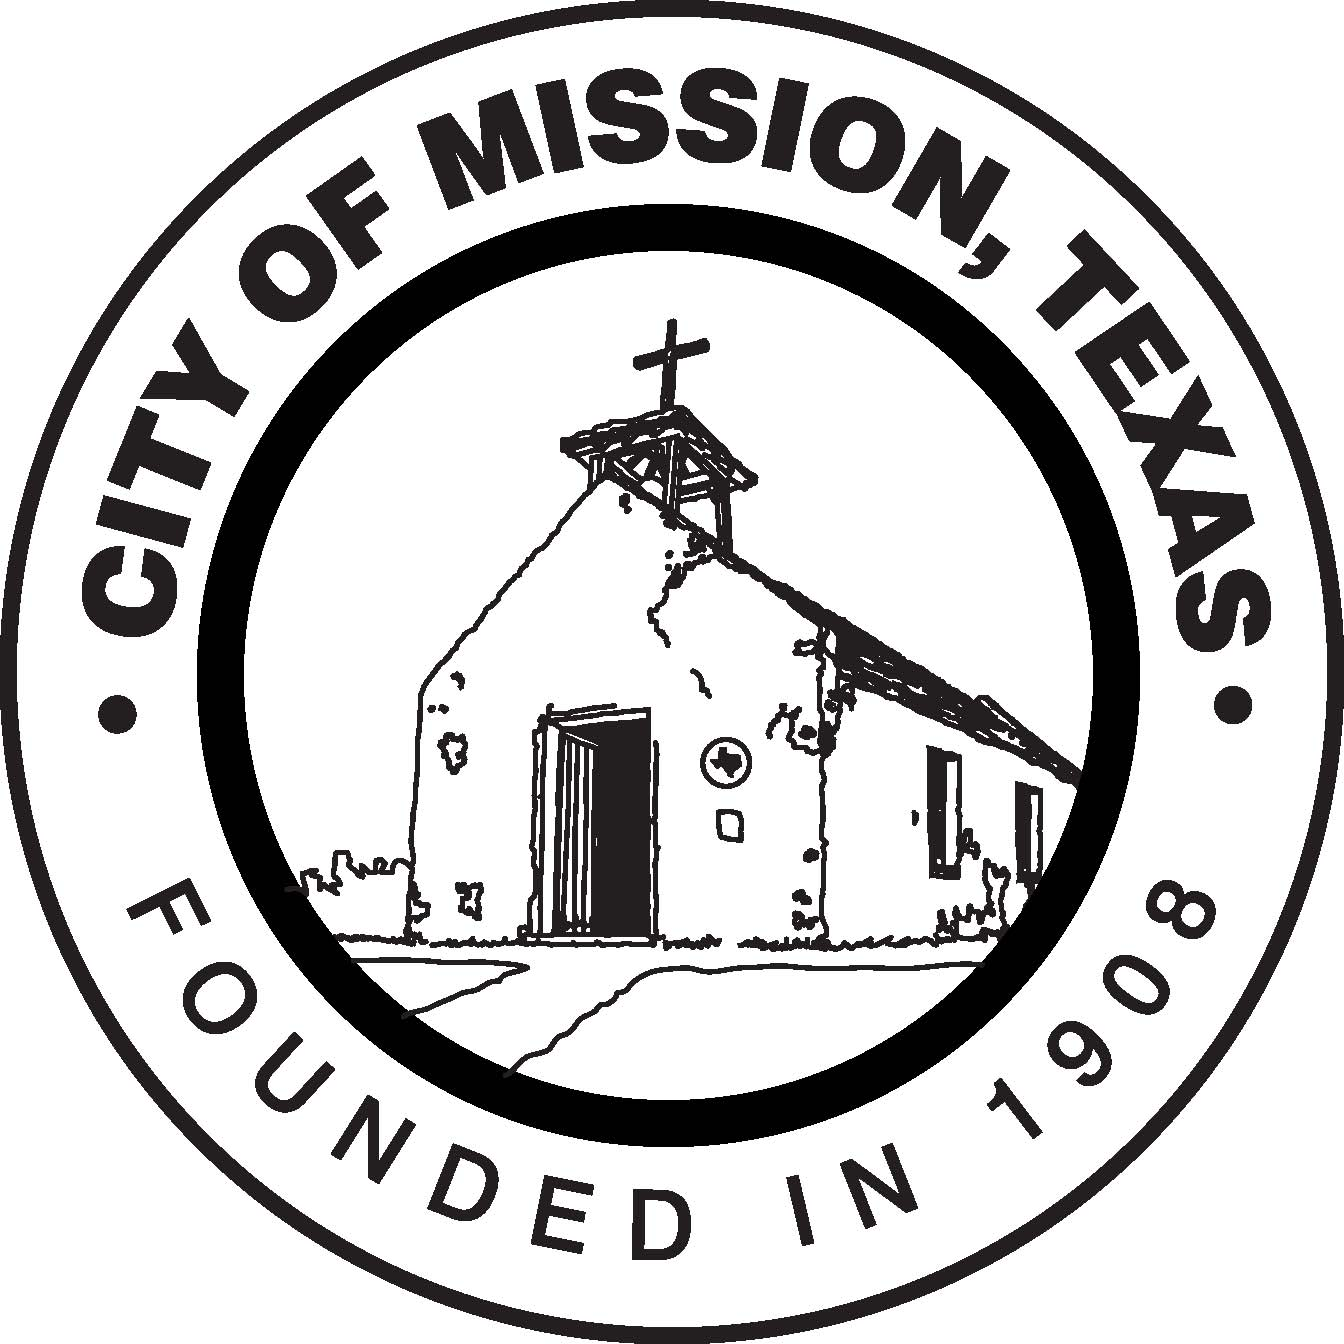 • CITY OF MISSION, TEXAS •
FOUNDED IN 1908